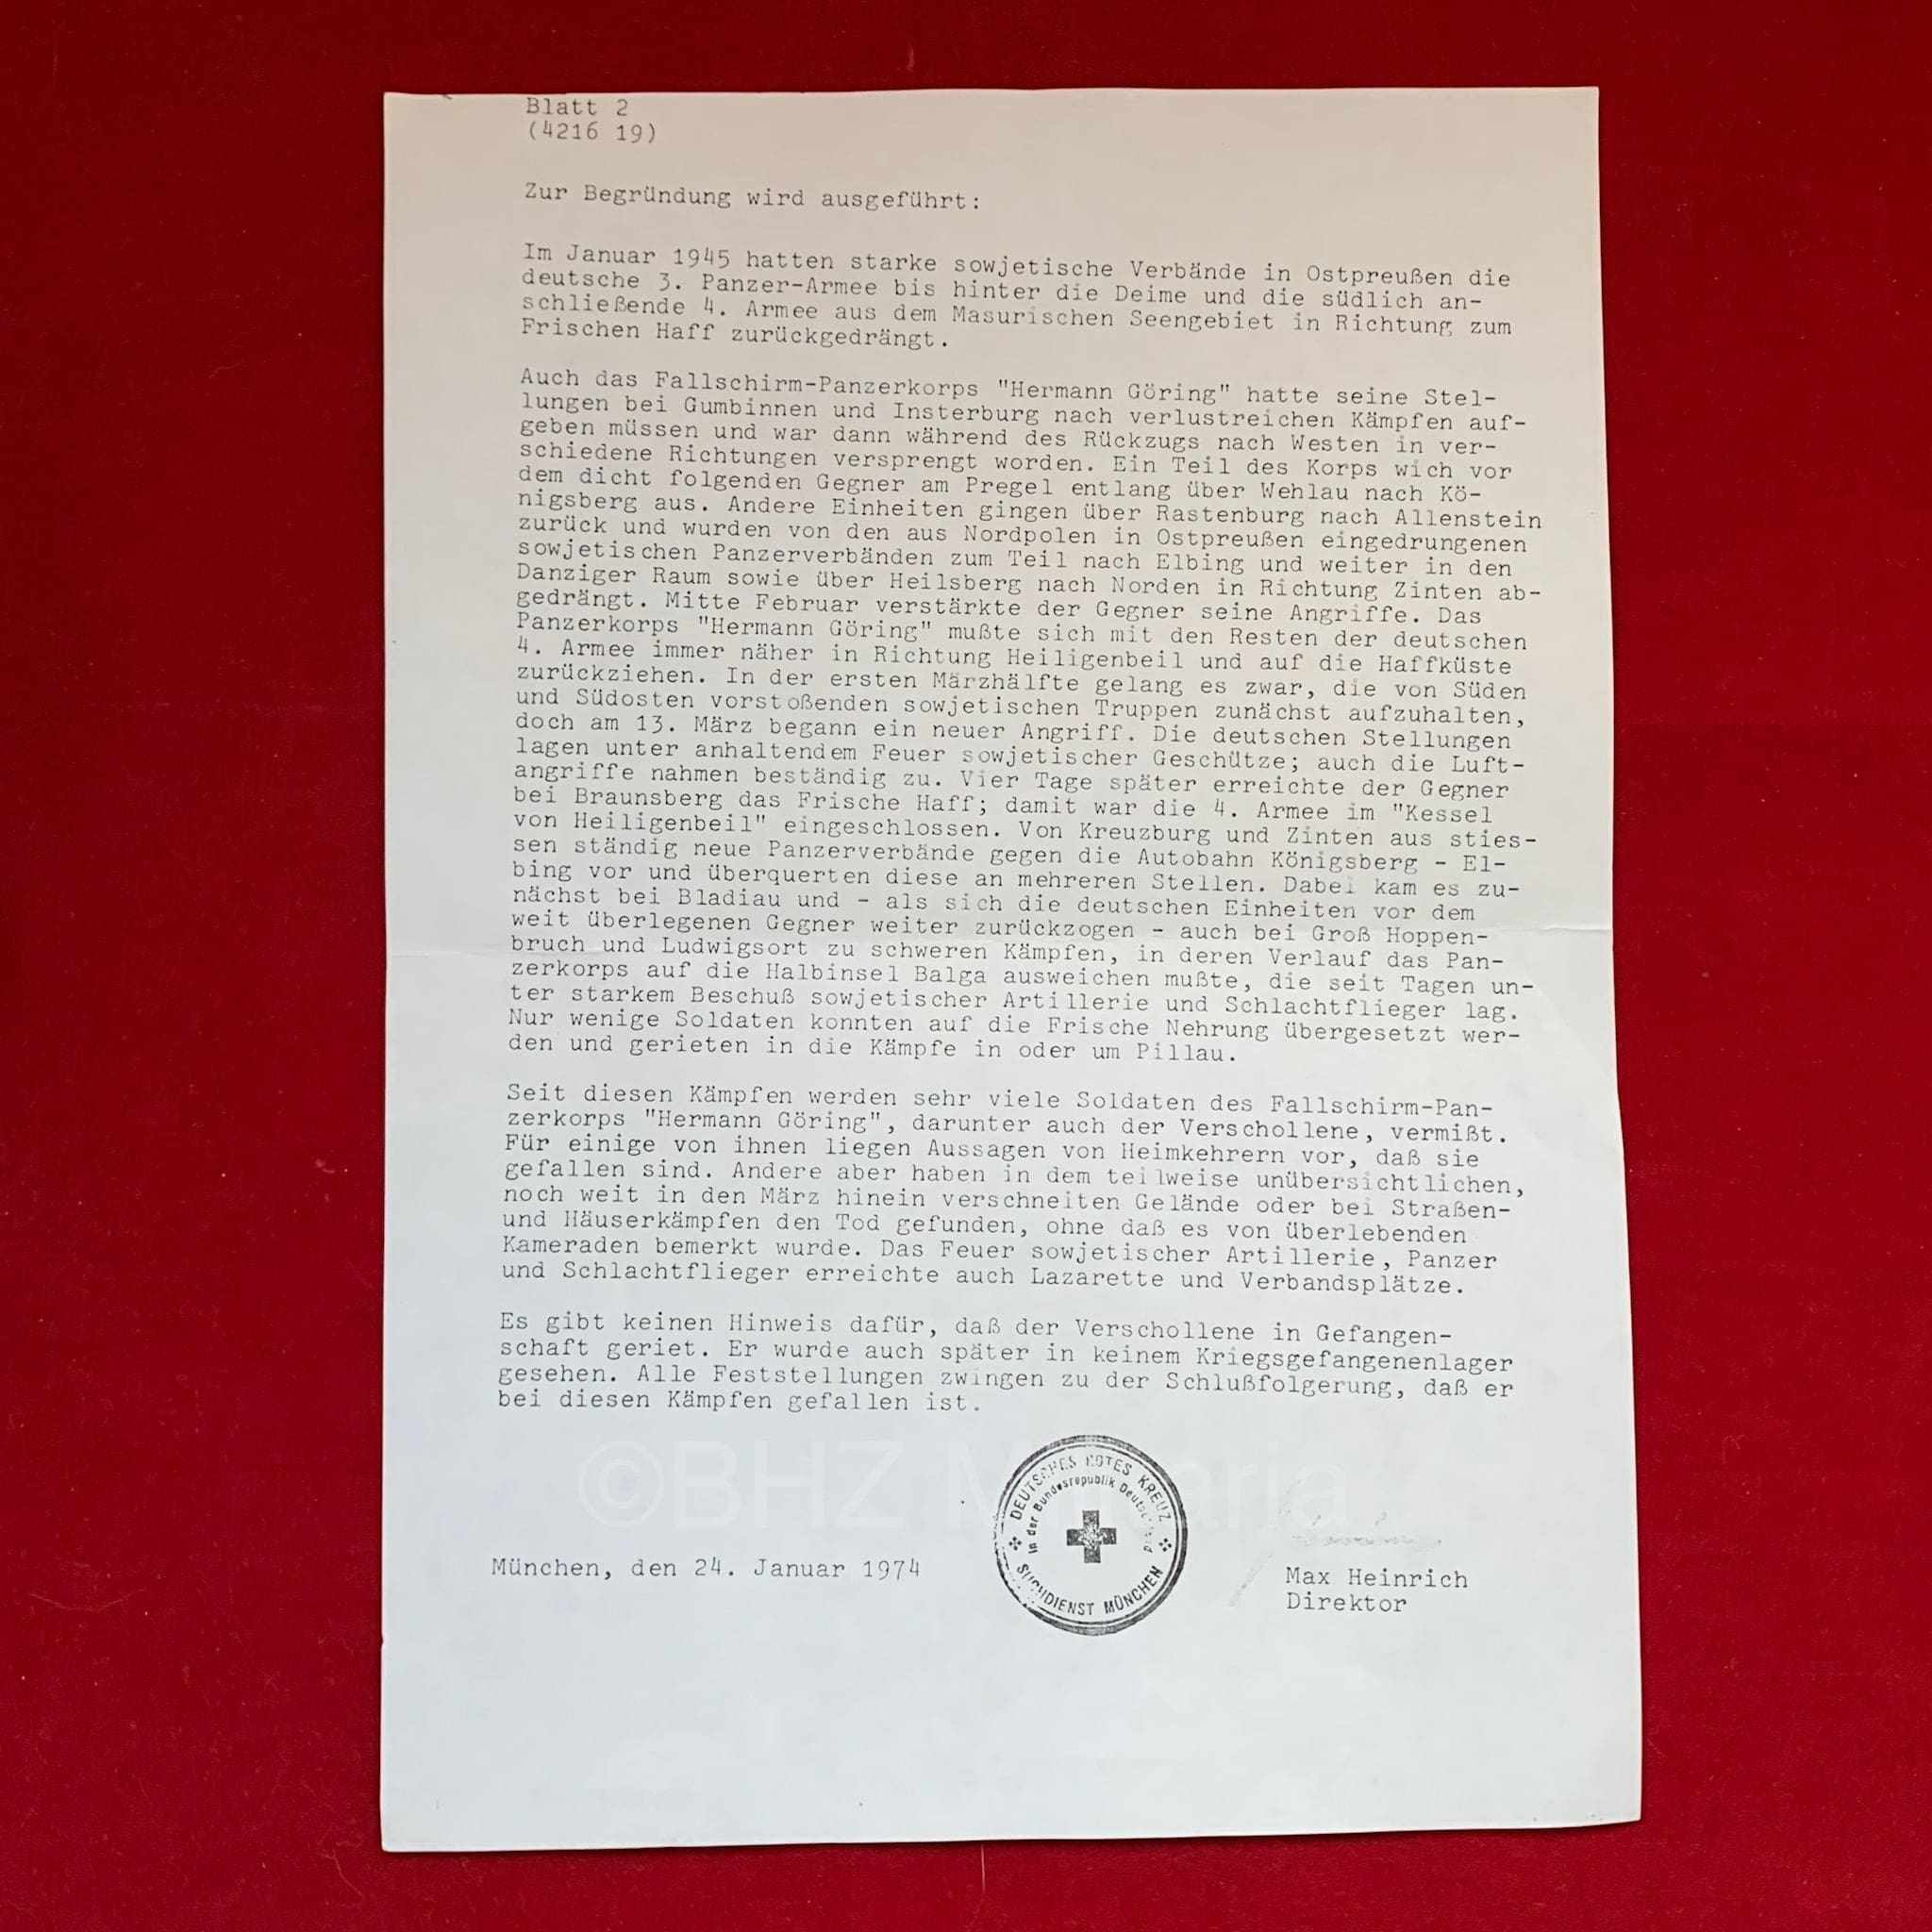 Blatt 2
(4216 19)
Zur Begründung wird ausgeführt:
Im Januar 1945 hatten starke sowjetische Verbände in Ostpreußen die
deutsche 3. Panzer-Armee bis hinter die Deime und die südlich an-
schließende 4. Armee aus dem Masurischen Seengebiet in Richtung zum
Frischen Haff zurückgedrängt.
Auch das Fallschirm-Panzerkorps "Hermann Göring" hatte seine Stel-
lungen bei Gumbinnen und Insterburg nach verlustreichen Kämpfen auf-
geben müssen und war dann während des Rückzugs nach Westen in ver-
schiedene Richtungen versprengt worden. Ein Teil des Korps wich vor
dem dicht folgenden Gegner am Pregel entlang über Wehlau nach Kö-
nigsberg aus. Andere Einheiten gingen über Rastenburg nach Allenstein
zurück und wurden von den aus Nordpolen in Ostpreußen eingedrungenen
sowjetischen Panzerverbänden zum Teil nach Elbing und weiter in den
Danziger Raum sowie über Heilsberg nach Norden in Richtung Zinten ab-
gedrängt. Mitte Februar verstärkte der Gegner seine Angriffe. Das
Panzerkorps "Hermann Göring" mußte sich mit den Resten der deutschen
4. Armee immer näher in Richtung Heiligenbeil und auf die Haffküste
zurückziehen. In der ersten Märzhälfte gelang es zwar, die von Süden
und Südosten vorstoßenden sowjetischen Truppen zunächst aufzuhalten,
doch am 13. März begann ein neuer Angriff. Die deutschen Stellungen
lagen unter anhaltendem Feuer sowjetischer Geschütze; auch die Luft-
angriffe nahmen beständig zu. Vier Tage später erreichte der Gegner
bei Braunsberg das Frische Haff; damit war die 4. Armee im "Kessel
von Heiligenbeil" eingeschlossen. Von Kreuzburg und Zinten aus sties-
sen ständig neue Panzerverbände gegen die Autobahn Königsberg - El-
bing vor und überquerten diese an mehreren Stellen. Dabei kam es zu-
nächst bei Bladiau und - als sich die deutschen Einheiten vor dem
weit überlegenen Gegner weiter zurückzogen - auch bei Groß Hoppen-
bruch und Ludwigsort zu schweren Kämpfen, in deren Verlauf das Pan-
zerkorps auf die Halbinsel Balga ausweichen mußte, die seit Tagen un-
ter starkem Beschuß sowjetischer Artillerie und Schlachtflieger lag.
Nur wenige Soldaten konnten auf die Frische Nehrung übergesetzt wer-
den und gerieten in die Kämpfe in oder um Pillau.
Seit diesen Kämpfen werden sehr viele Soldaten des Fallschirm-Pan-
zerkorps "Hermann Göring", darunter auch der Verschollene, vermißt.
Für einige von ihnen liegen Aussagen von Heimkehrern vor, daß sie
gefallen sind. Andere aber haben in dem teilweise unübersichtlichen,
noch weit in den März hinein verschneiten Gelände oder bei Straßen-
und Häuserkämpfen den Tod gefunden, ohne daß es von überlebenden
Kameraden bemerkt wurde. Das Feuer sowjetischer Artillerie, Panzer
und Schlachtflieger erreichte auch Lazarette und Verbandsplätze.
Es gibt keinen Hinweis dafür, daß der Verschollene in Gefangen-
schaft geriet. Er wurde auch später in keinem Kriegsgefangenenlager
gesehen. Alle Feststellungen zwingen zu der Schlußfolgerung, daß er
bei diesen Kämpfen gefallen ist.
©BHZ Militaria
DEUTSCHES ROTES KREUZ
in der Bundesrepublik Deutschland
SUCHDIENST MÜNCHEN
München, den 24. Januar 1974
Max Heinrich
Direktor